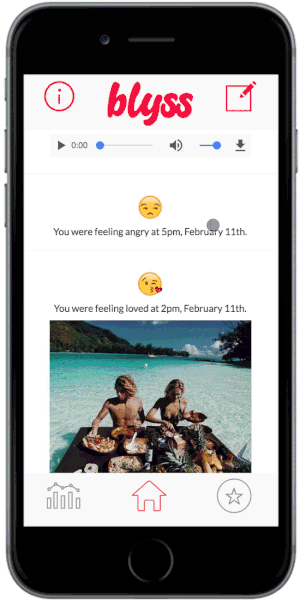 blyss
0:00
You were feeling angry at 5pm, February 11th.
You were feeling loved at 2pm, February 11th.